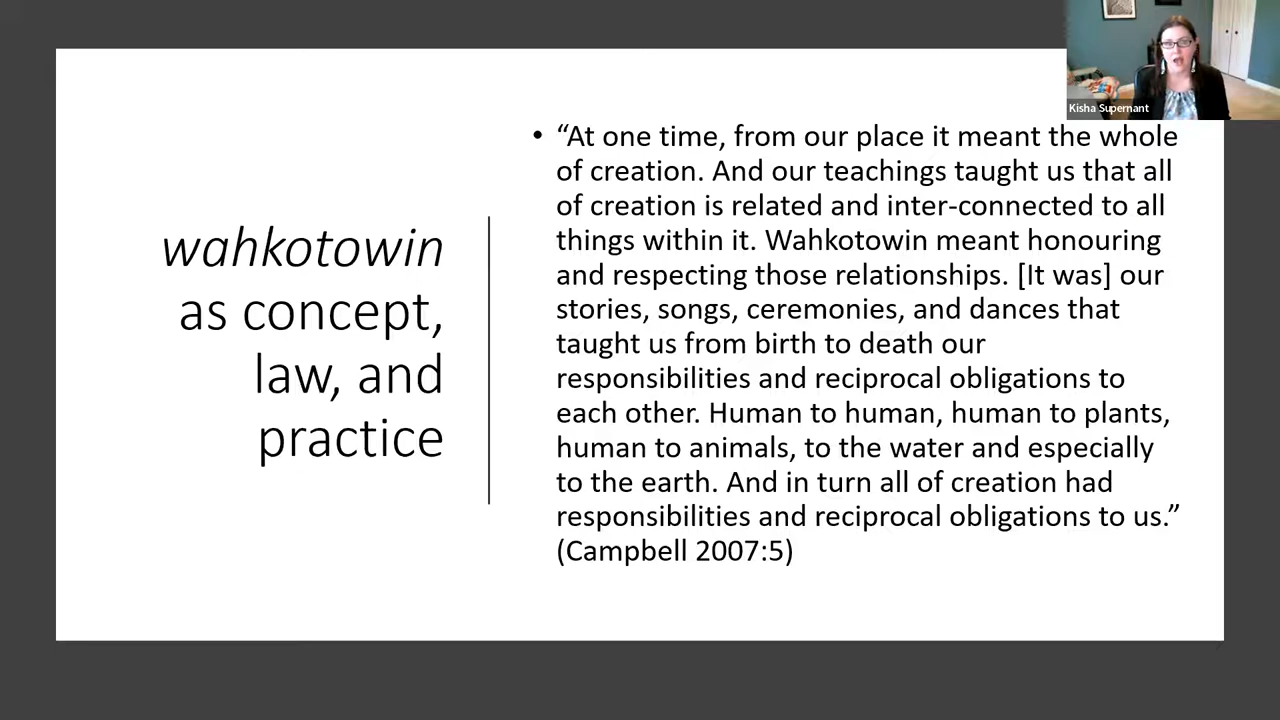 Kisha Supernant
wahkotowin
as concept,
law, and
practice
• “At one time, from our place it meant the whole
of creation. And our teachings taught us that all
of creation is related and inter-connected to all
things within it. Wahkotowin meant honouring
and respecting those relationships. [It was] our
stories, songs, ceremonies, and dances that
taught us from birth to death our
responsibilities and reciprocal obligations to
each other. Human to human, human to plants,
human to animals, to the water and especially
to the earth. And in turn all of creation had
responsibilities and reciprocal obligations to us.”
(Campbell 2007:5)